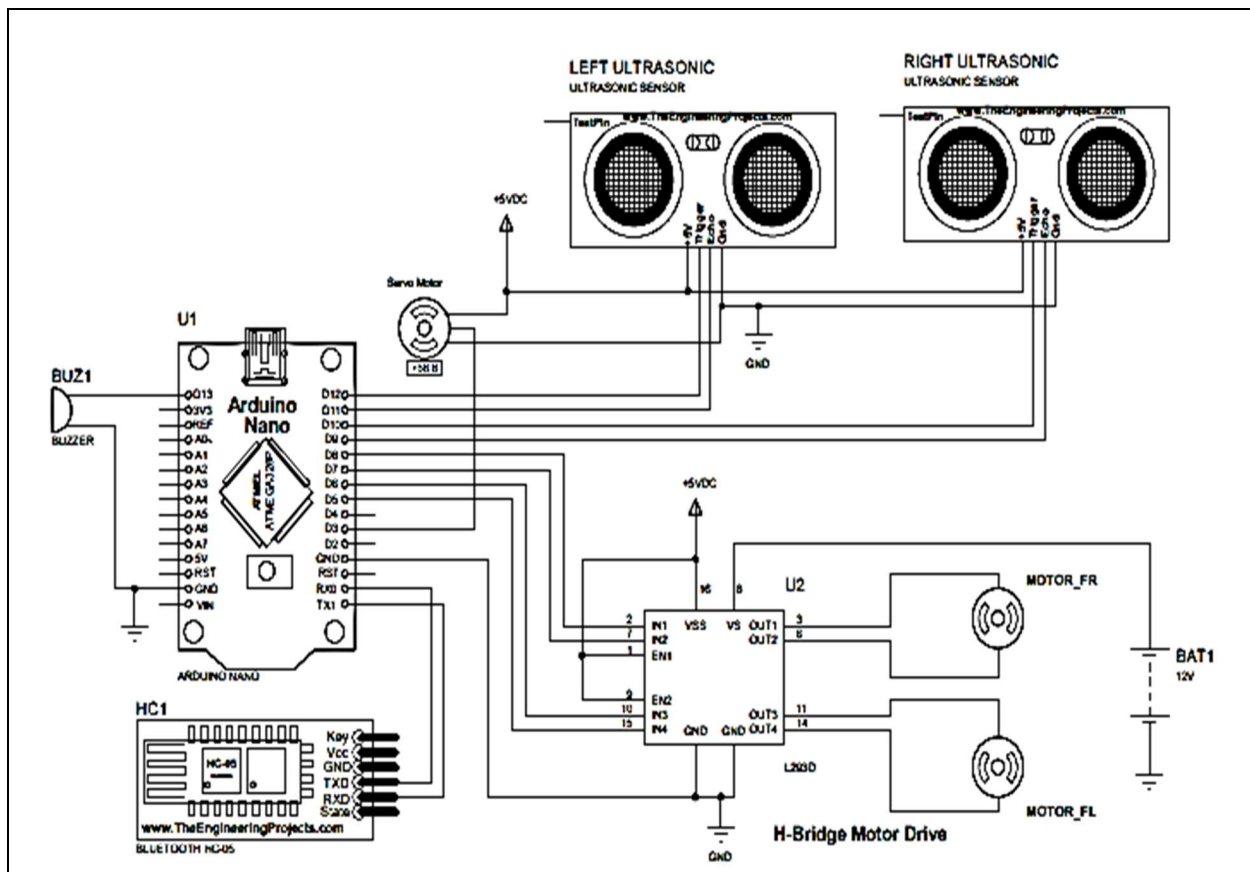 LEFT ULTRASONIC
ULTRASONIC SENSOR
TestPin
www.TheEngineeringProjects.com
+5V
Trigger
Echo
Gnd
RIGHT ULTRASONIC
ULTRASONIC SENSOR
TestPin
www.TheEngineeringProjects.com
+5V
Trigger
Echo
Gnd
+5VDC
Servo Motor
GND
U1
BUZ1
BUZZER
Arduino
Nano
ATMEL
D13
3V3
REF
A0
A1
A2
A3
A4
A5
A6
A7
5V
RST
GND
VIN
D12
D11
D10
D9
D8
D7
D6
D5
D4
D3
D2
GND
RST
RX0
TX1
ARDUINO NANO
+5VDC
16
8
U2
VSS
VS
2
IN1
7
IN2
1
EN1
9
EN2
10
IN3
15
IN4
GND
GND
OUT1
3
OUT2
6
OUT3
11
OUT4
14
L293D
MOTOR_FR
MOTOR_FL
BAT1
12V
GND
H-Bridge Motor Drive
HC1
HC-05
Key
Vcc
GND
TXD
RXD
State
www.TheEngineeringProjects.com
BLUETOOTH HC-05